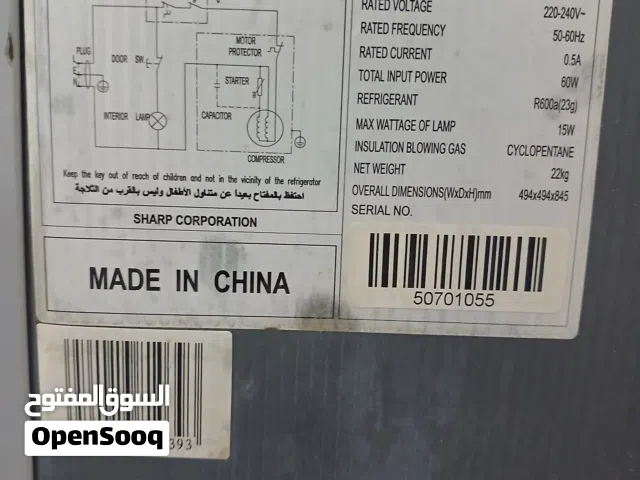 PLUG
L
E
N
DOOR
SW.
MOTOR
PROTECTOR
STARTER
INTERIOR LAMP
CAPACITOR
COMPRESSOR
Keep the key out of reach of children and not in the vicinity of the refrigerator
احتفظ بالمفتاح بعيداً عن متناول الأطفال وليس بالقرب من الثلاجة
SHARP CORPORATION
MADE IN CHINA
RATED VOLTAGE 220-240V~
RATED FREQUENCY 50-60Hz
RATED CURRENT 0.5A
TOTAL INPUT POWER 60W
REFRIGERANT R600a(23g)
MAX WATTAGE OF LAMP 15W
INSULATION BLOWING GAS CYCLOPENTANE
NET WEIGHT 22kg
OVERALL DIMENSIONS(WxDxH)mm 494x494x845
SERIAL NO.
50701055
السوق المفتوح
OpenSooq
393